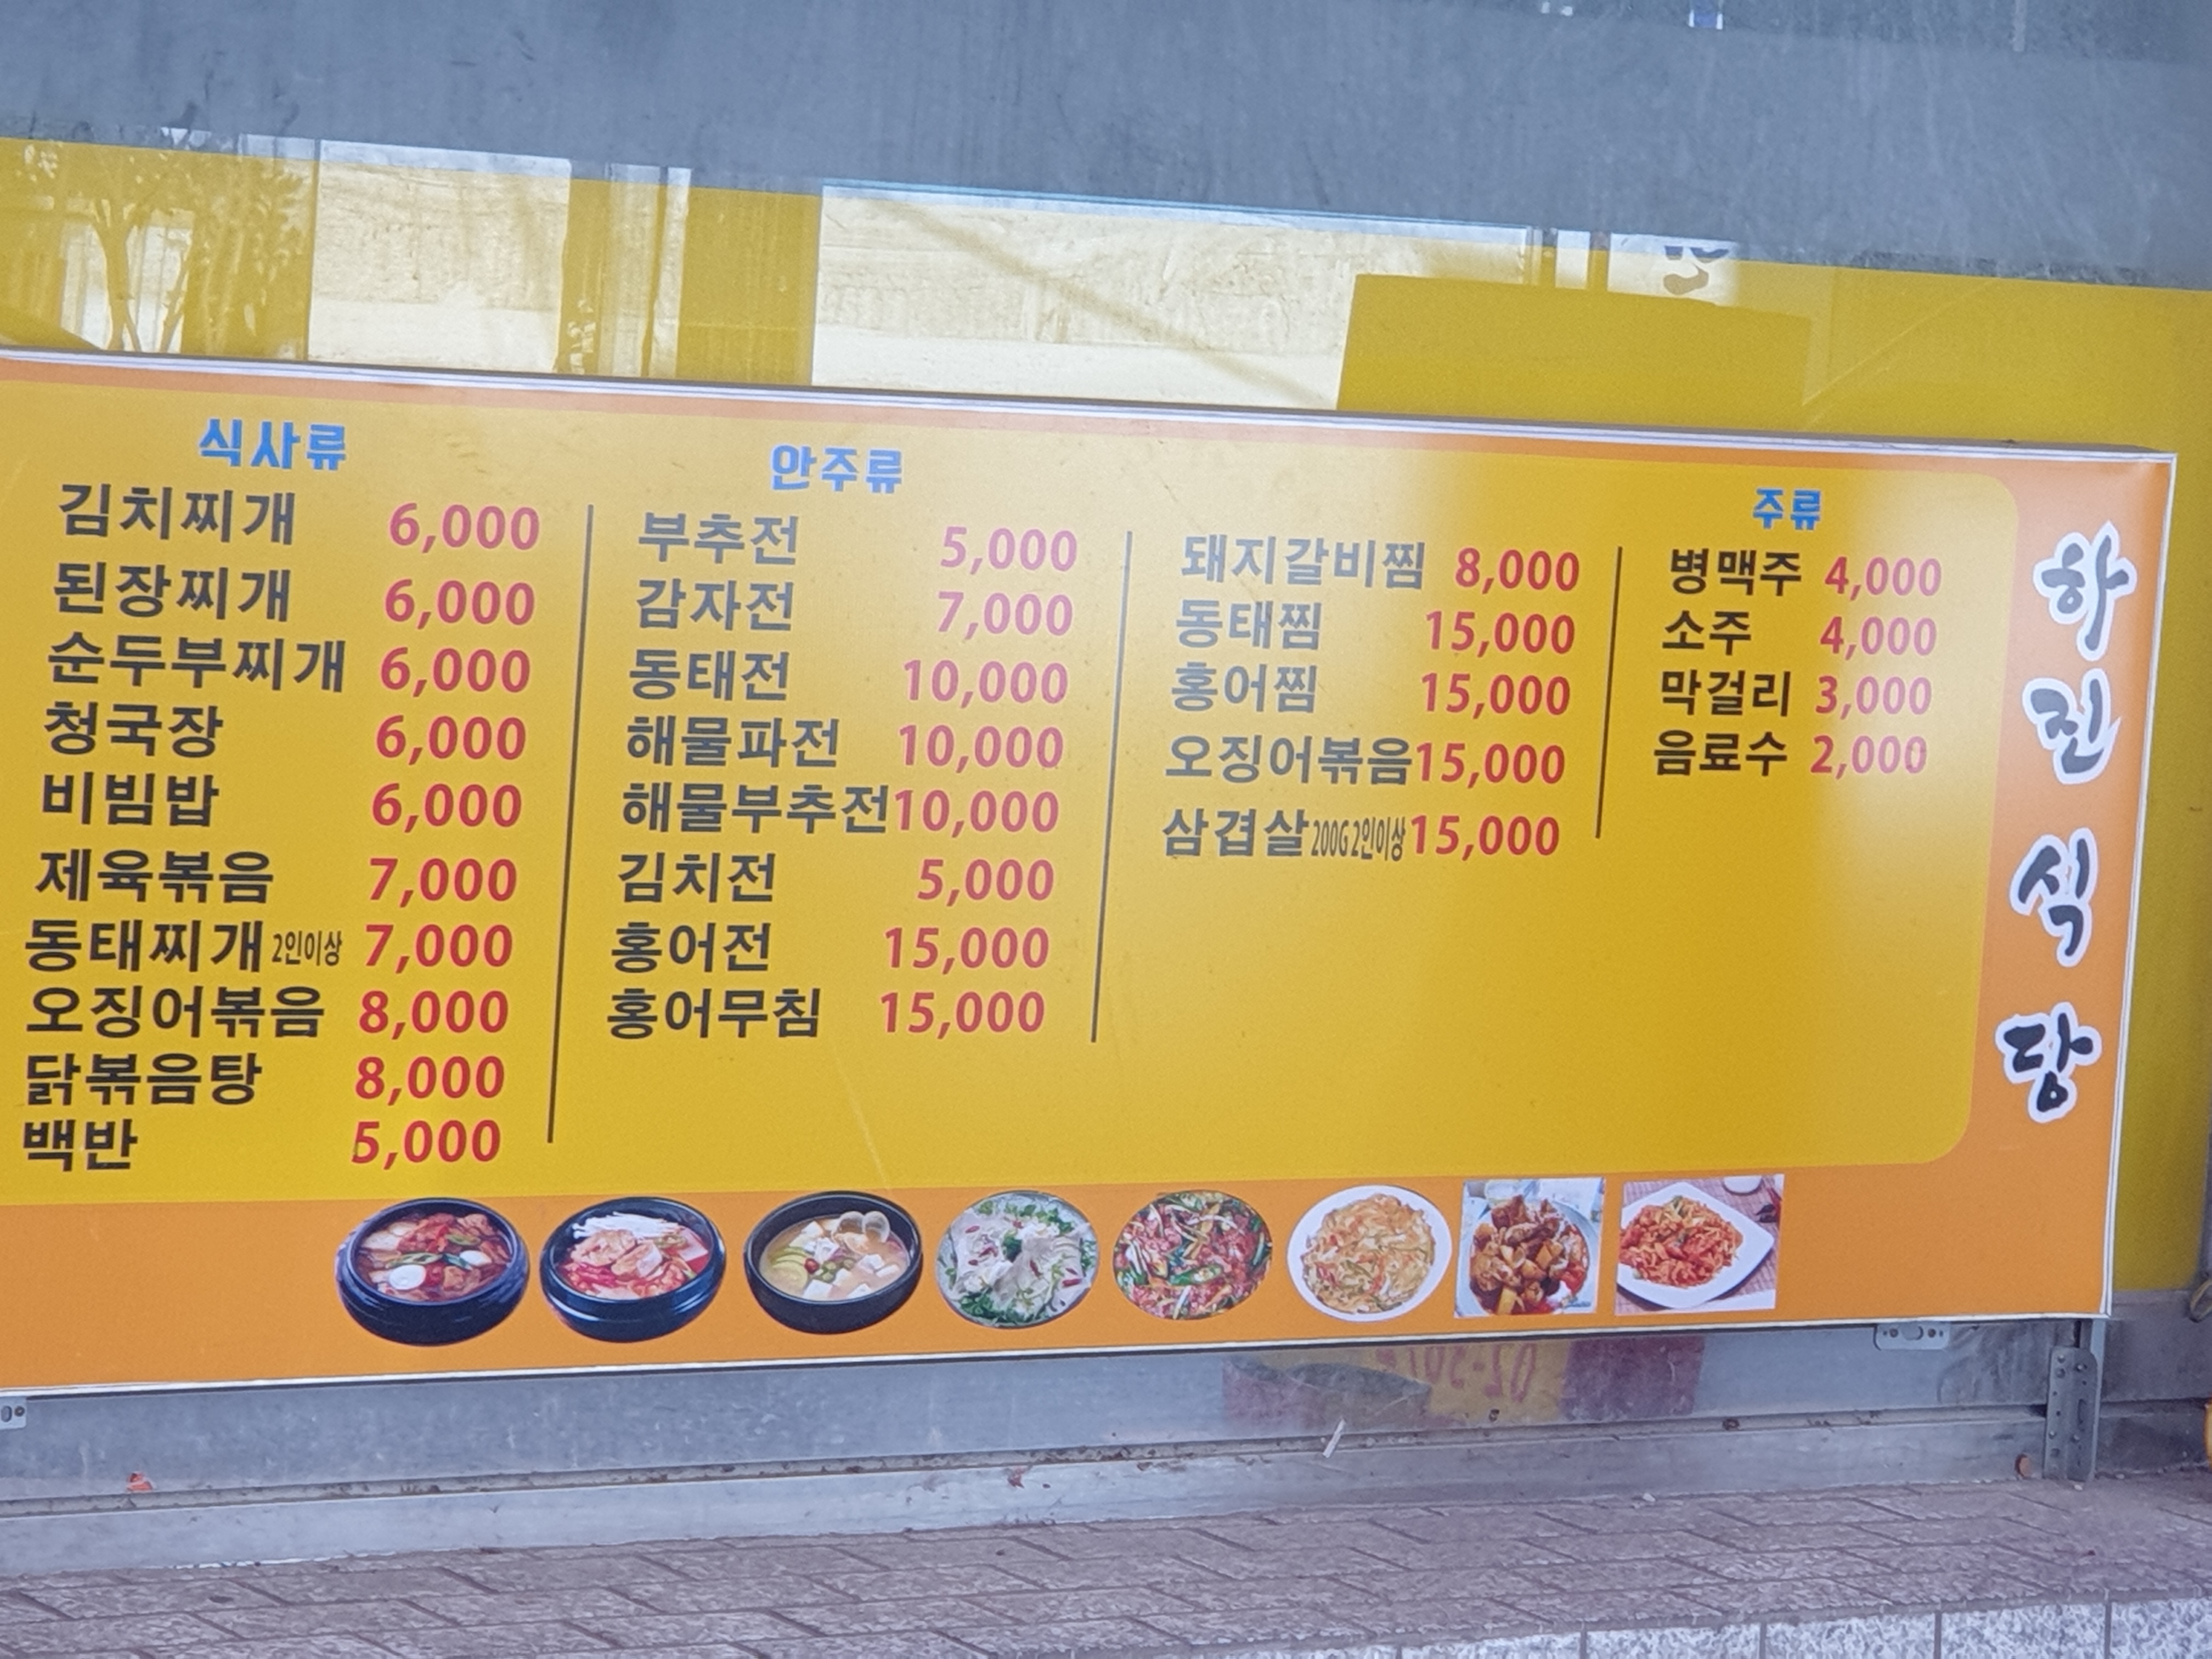 식사류
김치찌개 6,000
된장찌개 6,000
순두부찌개 6,000
청국장 6,000
비빔밥 6,000
제육볶음 7,000
동태찌개 2인이상 7,000
오징어볶음 8,000
닭볶음탕 8,000
백반 5,000
안주류
부추전 5,000
감자전 7,000
동태전 10,000
해물파전 10,000
해물부추전 10,000
김치전 5,000
홍어전 15,000
홍어무침 15,000
돼지갈비찜 8,000
동태찜 15,000
홍어찜 15,000
오징어볶음 15,000
삼겹살 200G 2인이상 15,000
주류
병맥주 4,000
소주 4,000
막걸리 3,000
음료수 2,000
하진식당